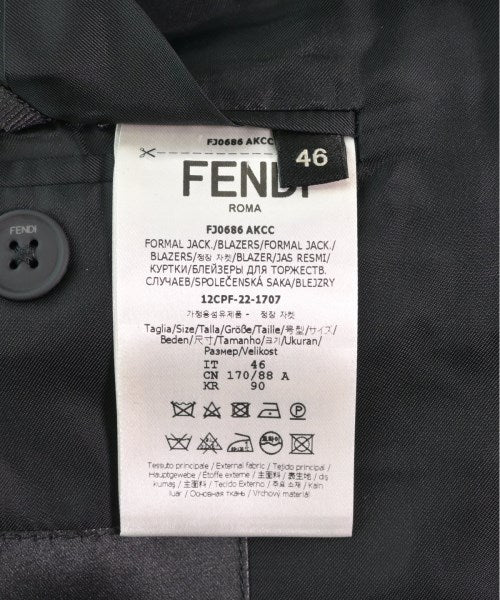 FJ0686 AKCC
46
FENDI
ROMA
FENDI
FJ0686 AKCC
FORMAL JACK./BLAZERS/FORMAL JACK./
BLAZERS/정장 자켓/BLAZER/JAS RESMI/
КУРТКИ/БЛЕЙЗЕРЫ ДЛЯ ТОРЖЕСТВ.
СЛУЧАЕВ/SPOLEČENSKÁ SAKA/BLEJZRY
12CPF-22-1707
가정용섬유제품 - 정장 자켓
Taglia/Size/Talla/Größe/Taille/号型/サイズ/
Beden/尺寸/Tamanho/크기/Ukuran/
Размер/Velikost
IT 46
CN 170/88 A
KR 90
Tessuto principale / External fabric / Tejido principal /
Hauptgewebe / Étoffe externe / 主面料 / 表生地 / dış
kumaş / 主面料 / Tecido Externo / 주요 소재 / Kain
luar / Основная ткань / Vrchový materiál